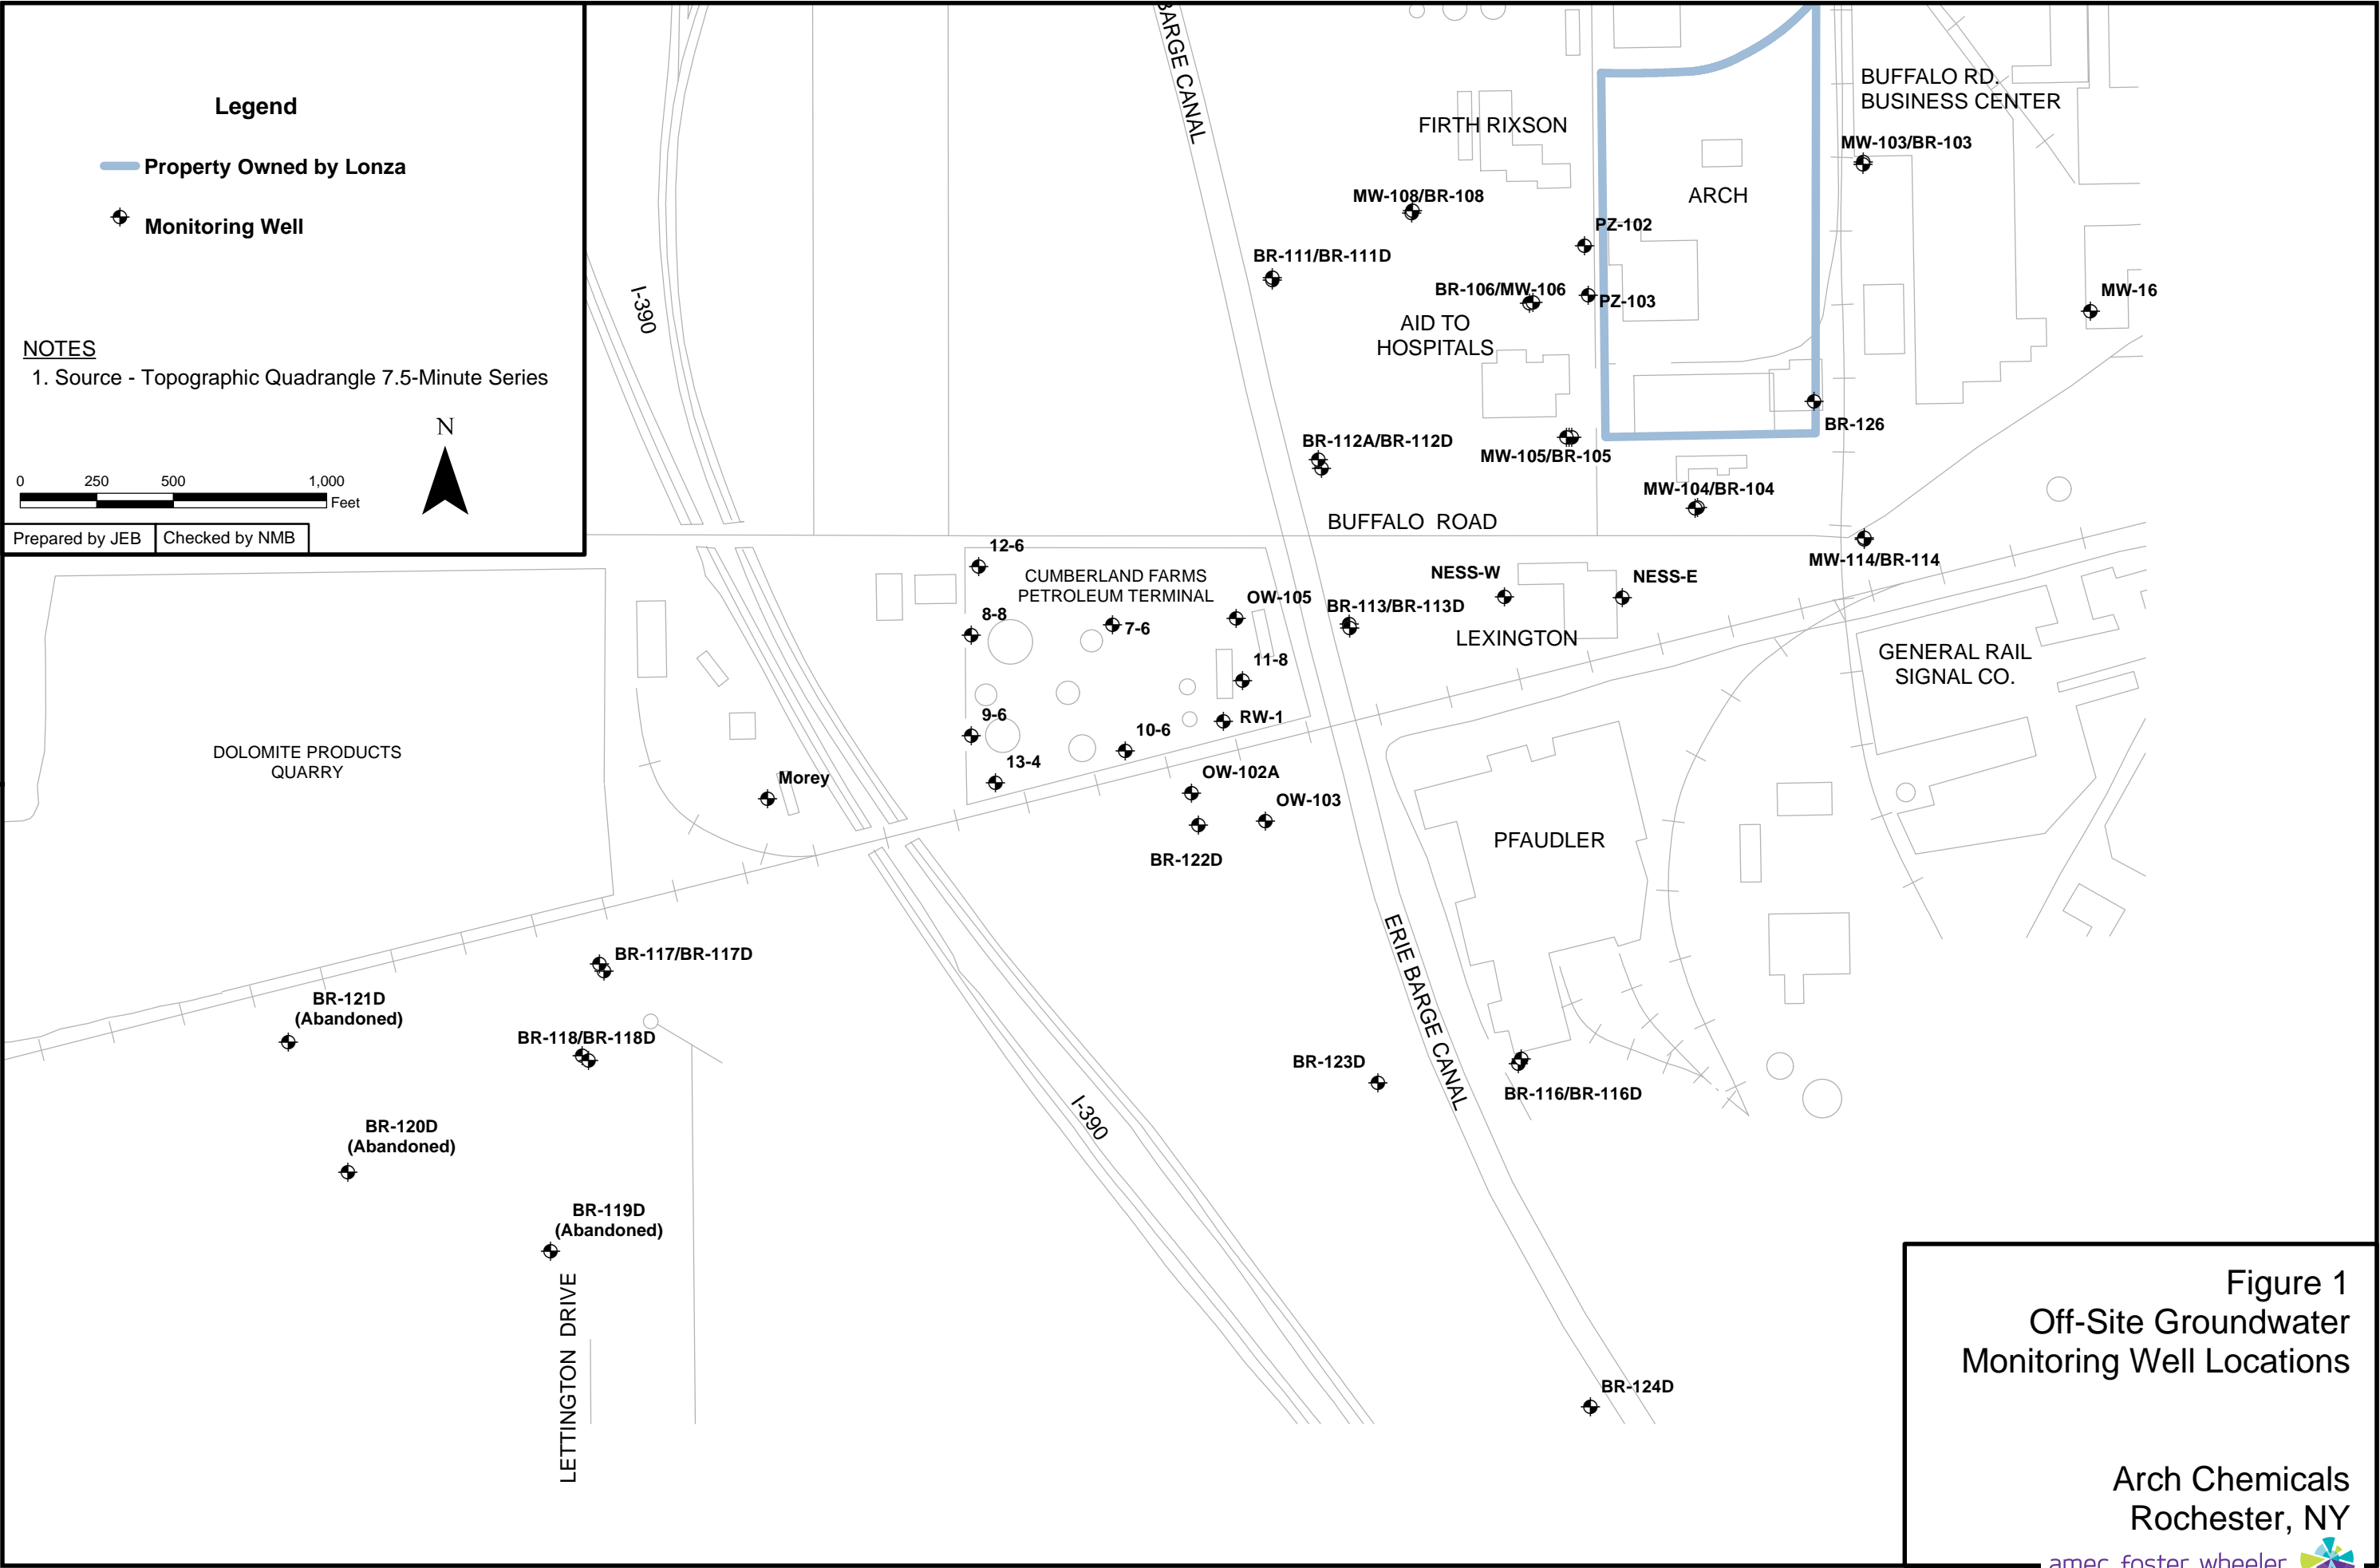 Legend
Property Owned by Lonza
Monitoring Well
NOTES
1. Source - Topographic Quadrangle 7.5-Minute Series
N
0 250 500 1,000
Feet
Prepared by JEB Checked by NMB
I-390
BARGE CANAL
FIRTH RIXSON
BUFFALO RD.
BUSINESS CENTER
MW-103/BR-103
MW-108/BR-108
ARCH
PZ-102
BR-111/BR-111D
BR-106/MW-106
PZ-103
MW-16
AID TO
HOSPITALS
BR-126
BR-112A/BR-112D
MW-105/BR-105
MW-104/BR-104
BUFFALO ROAD
MW-114/BR-114
12-6
CUMBERLAND FARMS
PETROLEUM TERMINAL
NESS-W
NESS-E
OW-105
BR-113/BR-113D
8-8
7-6
LEXINGTON
11-8
GENERAL RAIL
SIGNAL CO.
9-6
RW-1
10-6
DOLOMITE PRODUCTS
QUARRY
13-4
Morey
OW-102A
OW-103
PFAUDLER
BR-122D
BR-117/BR-117D
ERIE BARGE CANAL
BR-121D
(Abandoned)
BR-118/BR-118D
BR-123D
BR-116/BR-116D
I-390
BR-120D
(Abandoned)
BR-119D
(Abandoned)
LETTINGTON DRIVE
BR-124D
Figure 1
Off-Site Groundwater
Monitoring Well Locations
Arch Chemicals
Rochester, NY
amec foster wheeler